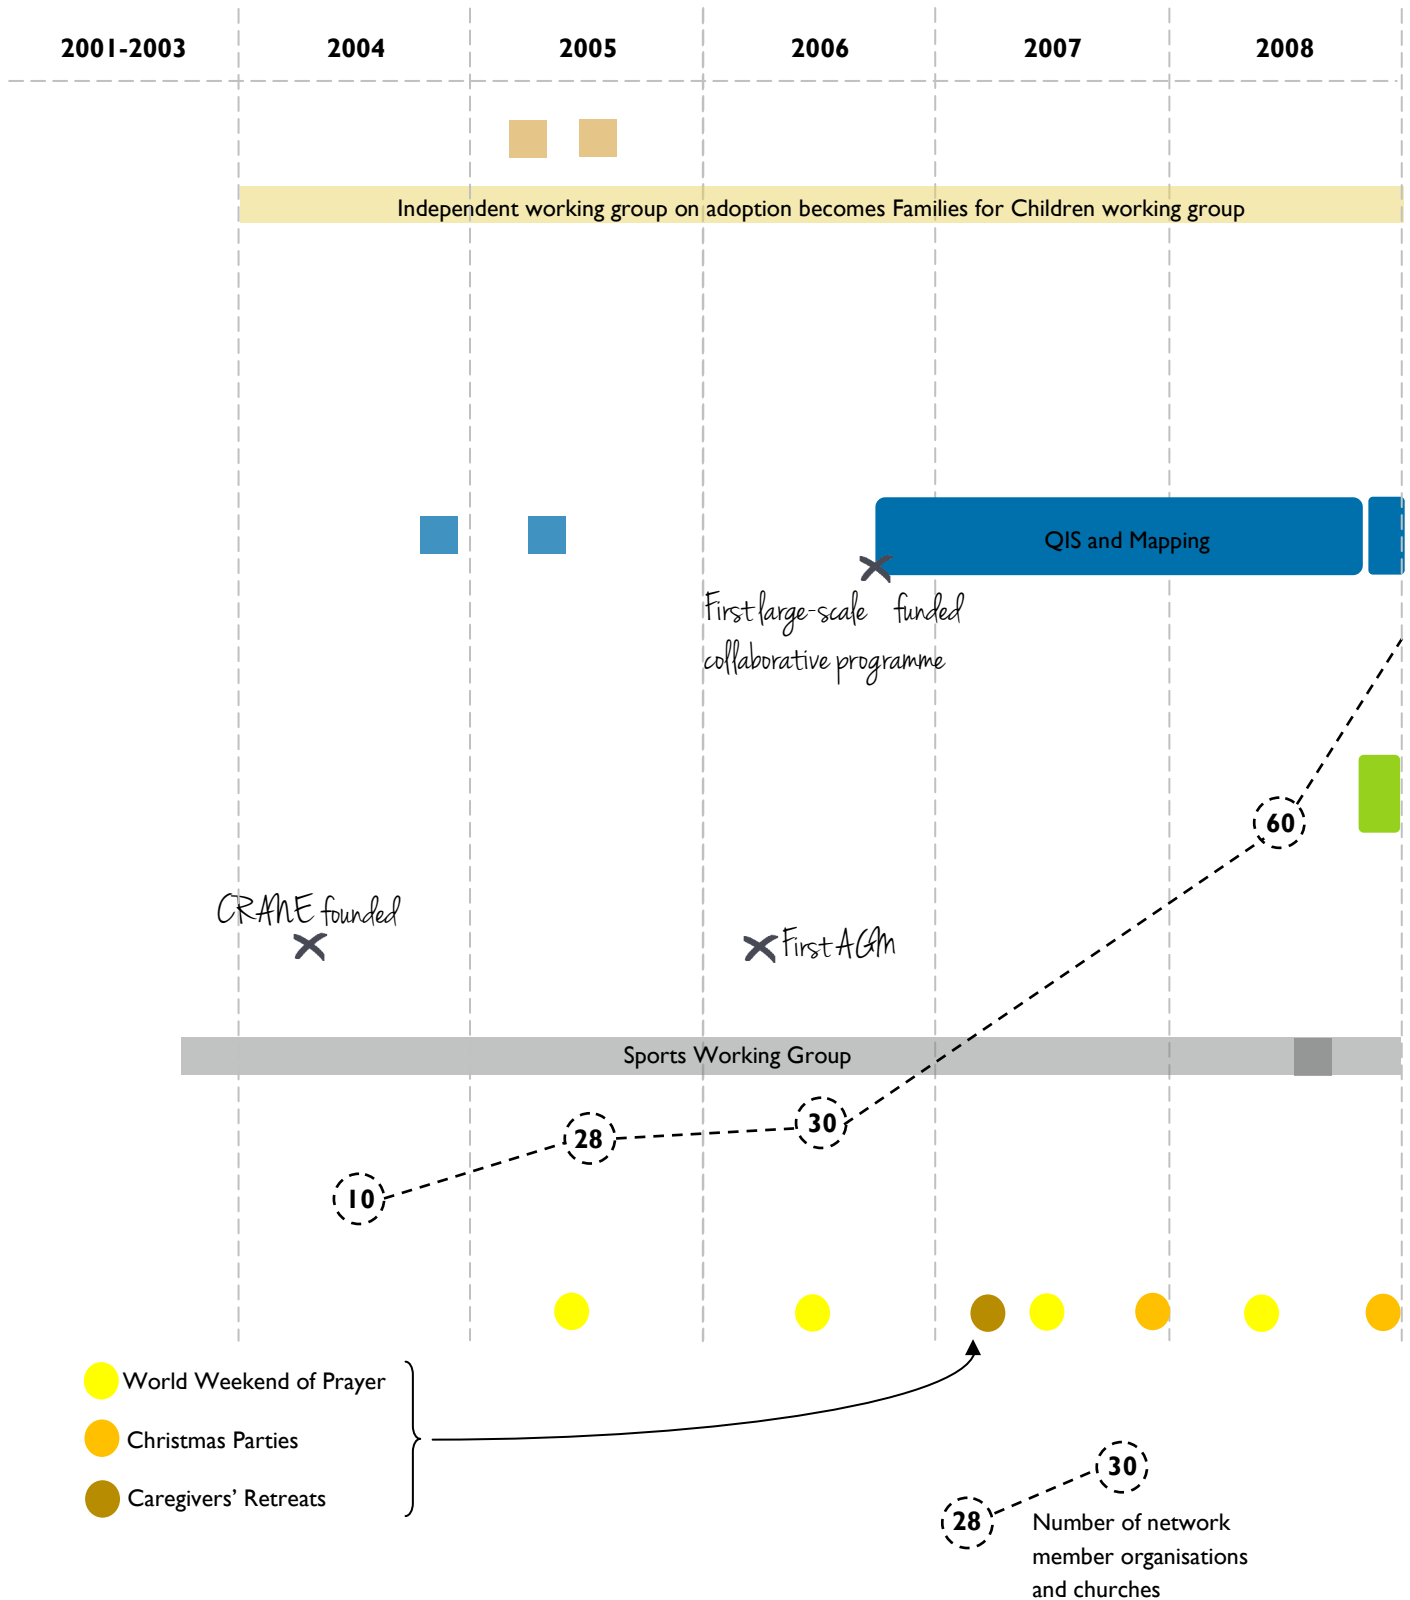 2001-2003 2004 2005 2006 2007 2008
Independent working group on adoption becomes Families for Children working group
QIS and Mapping
First large-scale funded
collaborative programme
60
CRANE founded
First AGM
Sports Working Group
30
28
10
World Weekend of Prayer
Christmas Parties
Caregivers' Retreats
30
28
Number of network
member organisations
and churches